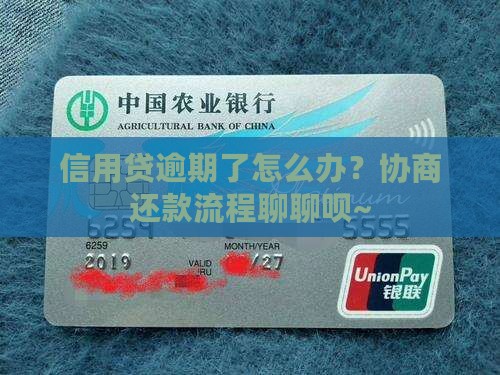 中国农业银行
AGRICULTURAL BANK OF CHINA
Platinum
信用贷逾期了怎么办？协商
还款流程聊聊呗~
5555
6259
MONTH/YEAR
2019
VALID
THRU
/27
UnionPay
银联